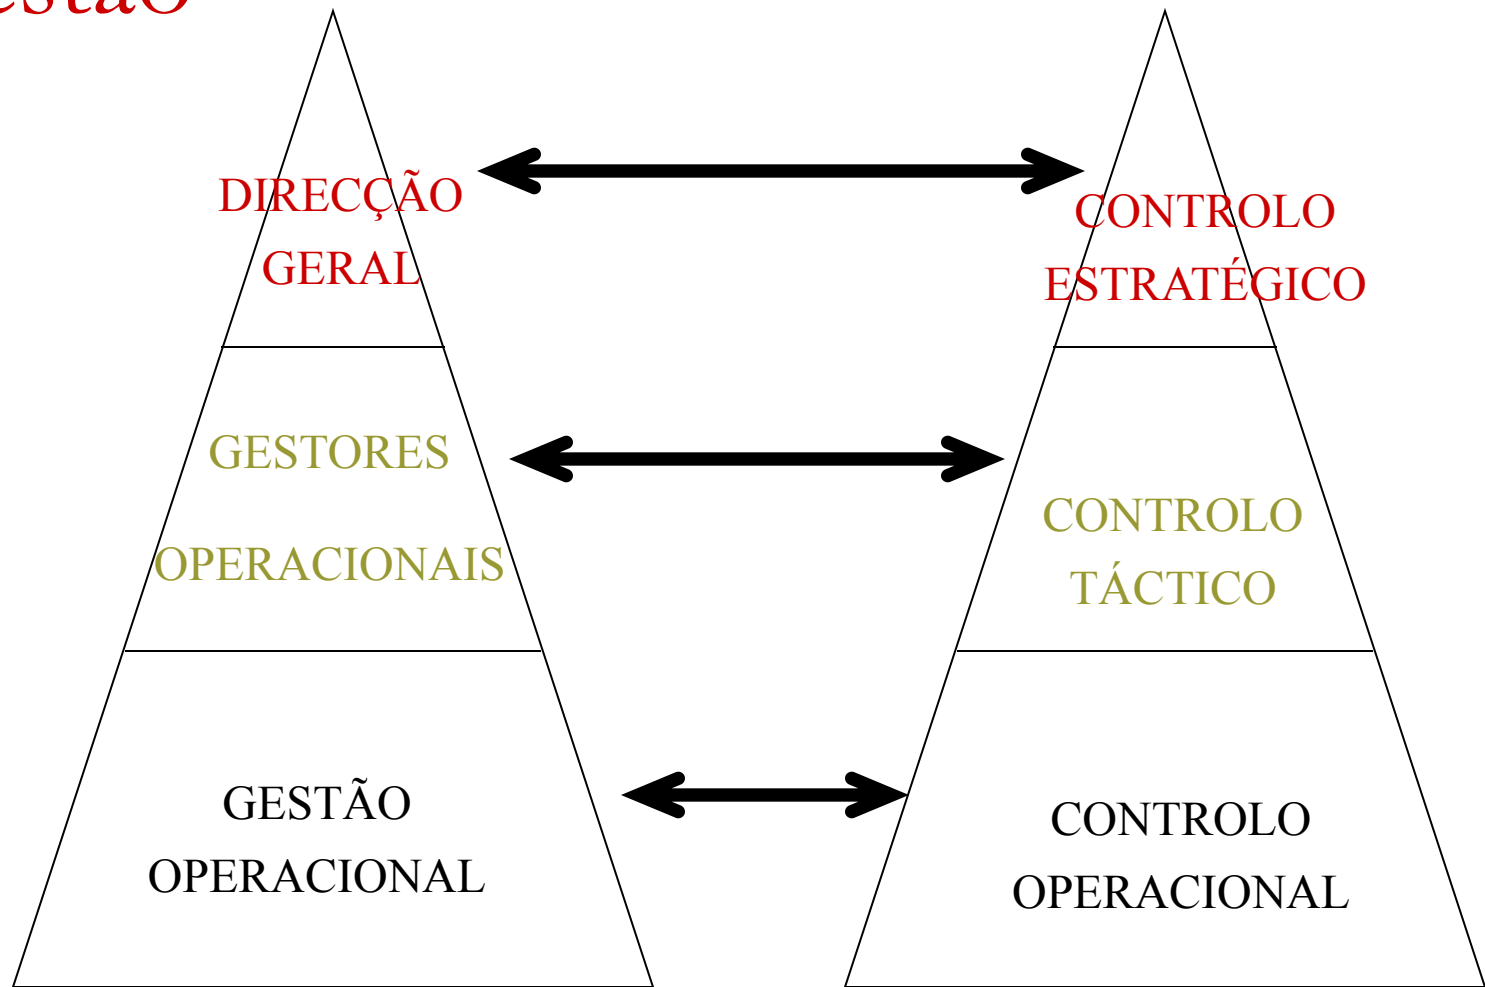 DIRECÇÃO
GERAL
GESTORES
OPERACIONAIS
GESTÃO
OPERACIONAL
CONTROLO
ESTRATÉGICO
CONTROLO
TÁCTICO
CONTROLO
OPERACIONAL